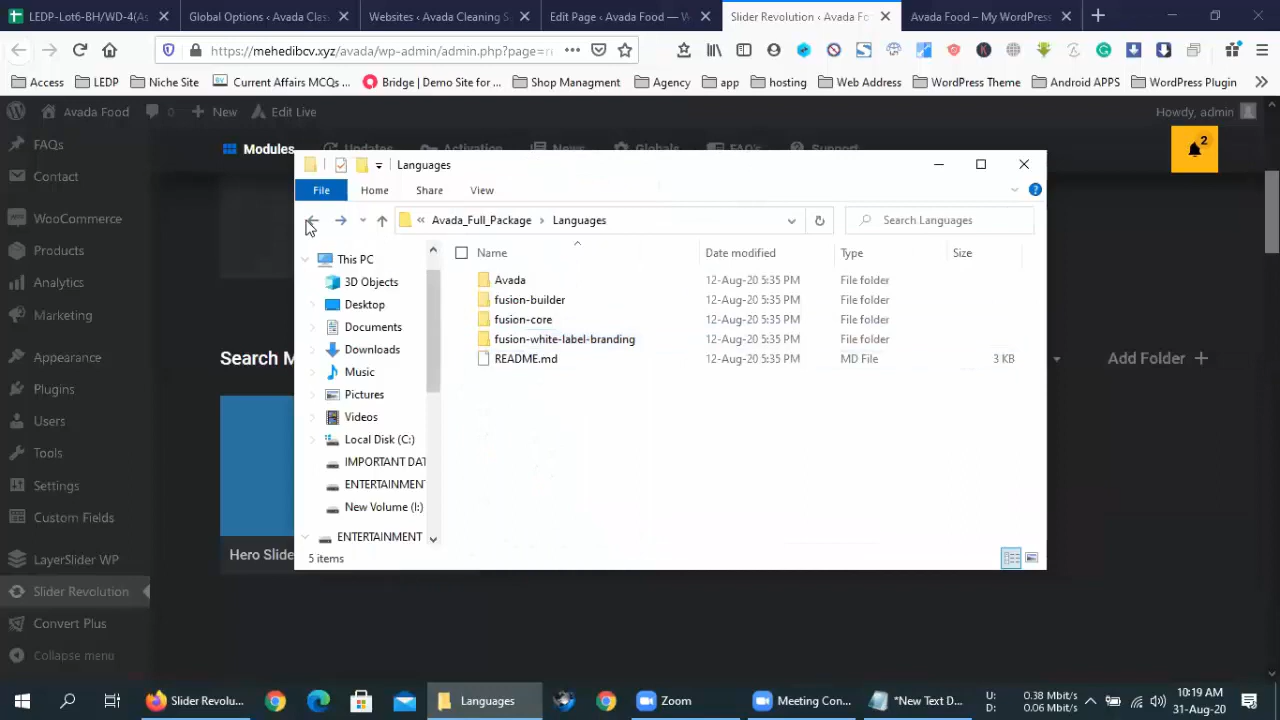 LEDP-Lot6-BH/WD-4(As
Global Options ‹ Avada Class
Websites ‹ Avada Cleaning S
Edit Page ‹ Avada Food — W
Slider Revolution ‹ Avada Fo
Avada Food – My WordPress
https://mehedibcv.xyz/avada/wp-admin/admin.php?page=re
Access
LEDP
Niche Site
Current Affairs MCQs ...
Bridge | Demo Site for ...
Shop Managment
Agency
app
hosting
Web Address
WordPress Theme
Android APPS
WordPress Plugin
Avada Food
0
New
Edit Live
Howdy, admin
FAQs
Contact
WooCommerce
Products
Analytics
Marketing
Appearance
Plugins
Users
Tools
Settings
Custom Fields
LayerSlider WP
Slider Revolution
Convert Plus
Collapse menu
Modules
Updates
Activation
News
Globals
FAQ's
Support
2
Search M
Add Folder +
Hero Slide
Languages
File
Home
Share
View
« Avada_Full_Package › Languages
Search Languages
Name
Date modified
Type
Size
This PC
3D Objects
Desktop
Documents
Downloads
Music
Pictures
Videos
Local Disk (C:)
IMPORTANT DAT
ENTERTAINMEN
New Volume (I:)
ENTERTAINMENT
Avada 12-Aug-20 5:35 PM File folder
fusion-builder 12-Aug-20 5:35 PM File folder
fusion-core 12-Aug-20 5:35 PM File folder
fusion-white-label-branding 12-Aug-20 5:35 PM File folder
README.md 12-Aug-20 5:35 PM MD File 3 KB
5 items
Slider Revolu...
Languages
Zoom
Meeting Con...
*New Text D...
U: 0.38 Mbit/s
D: 0.06 Mbit/s
10:19 AM
31-Aug-20